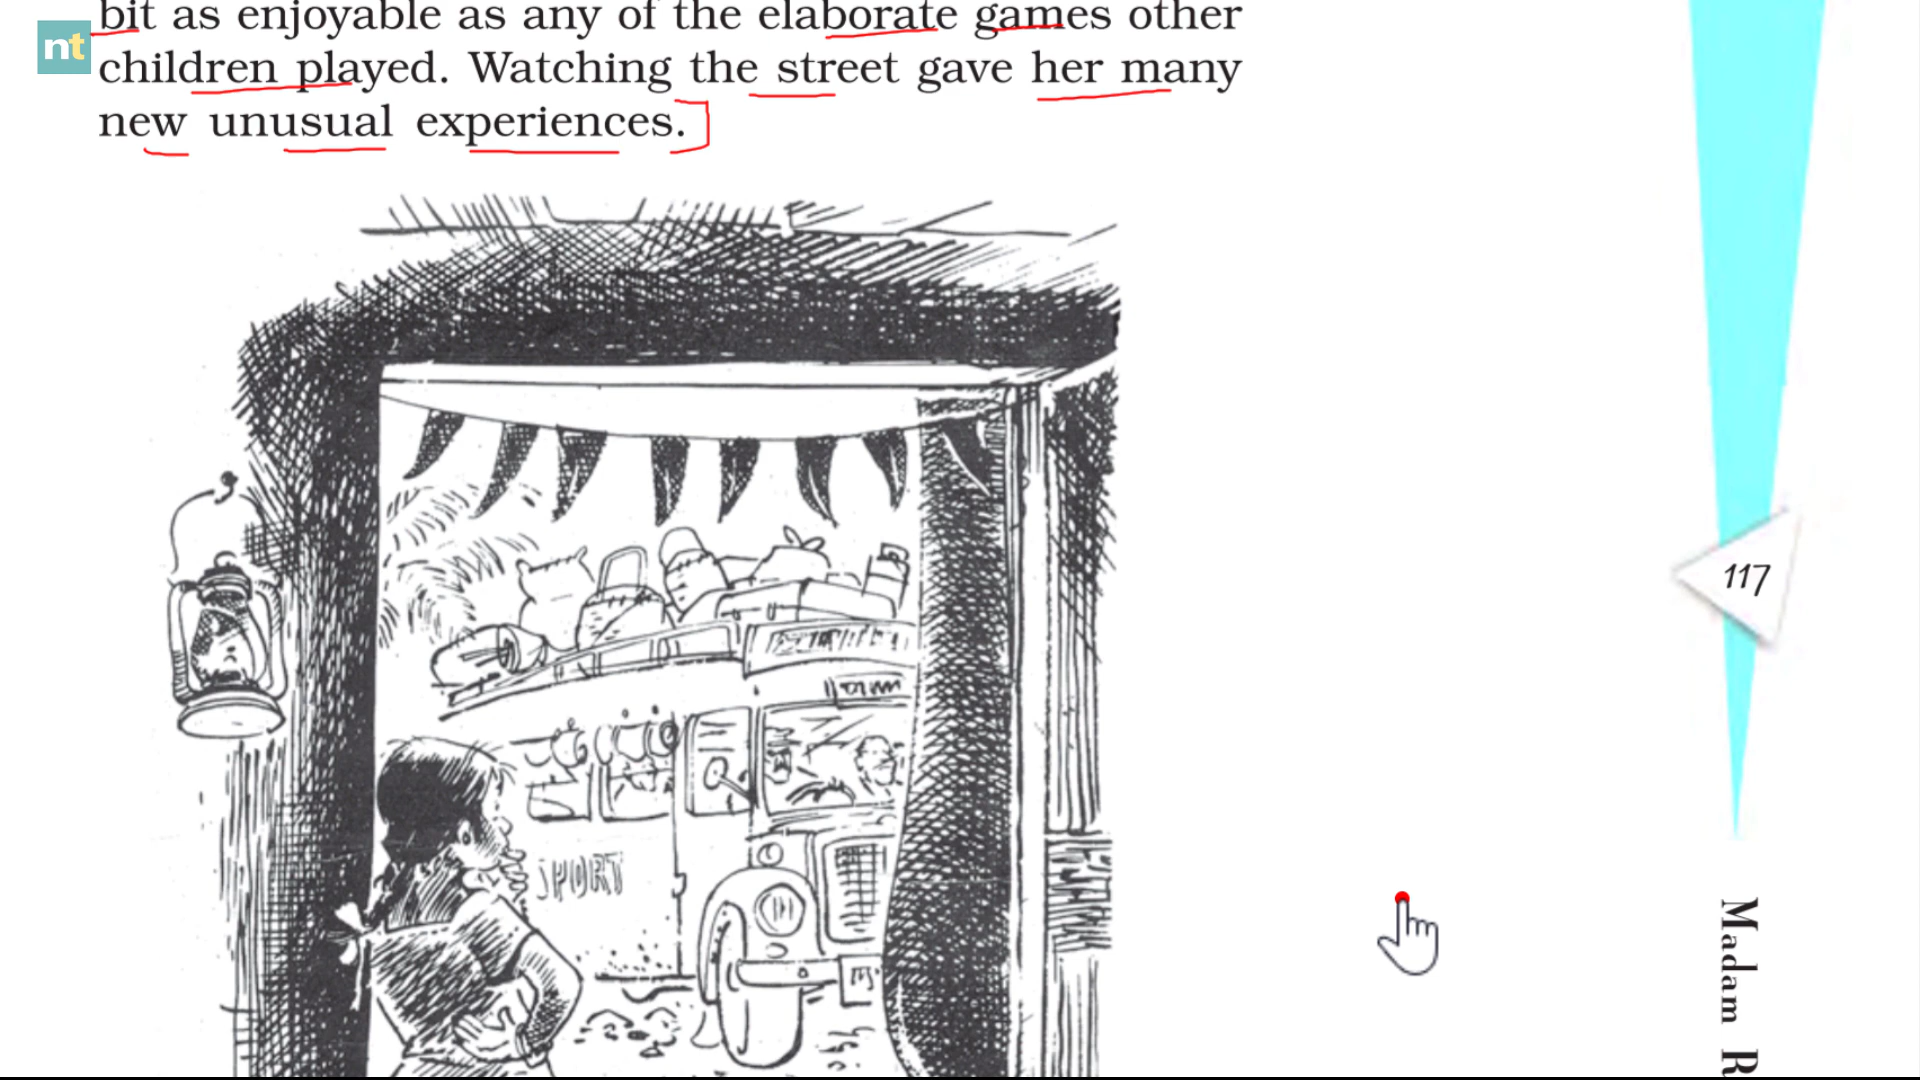 bit as enjoyable as any of the elaborate games other
nt
children played. Watching the street gave her many
new unusual experiences.
117
SPORT
Madam R